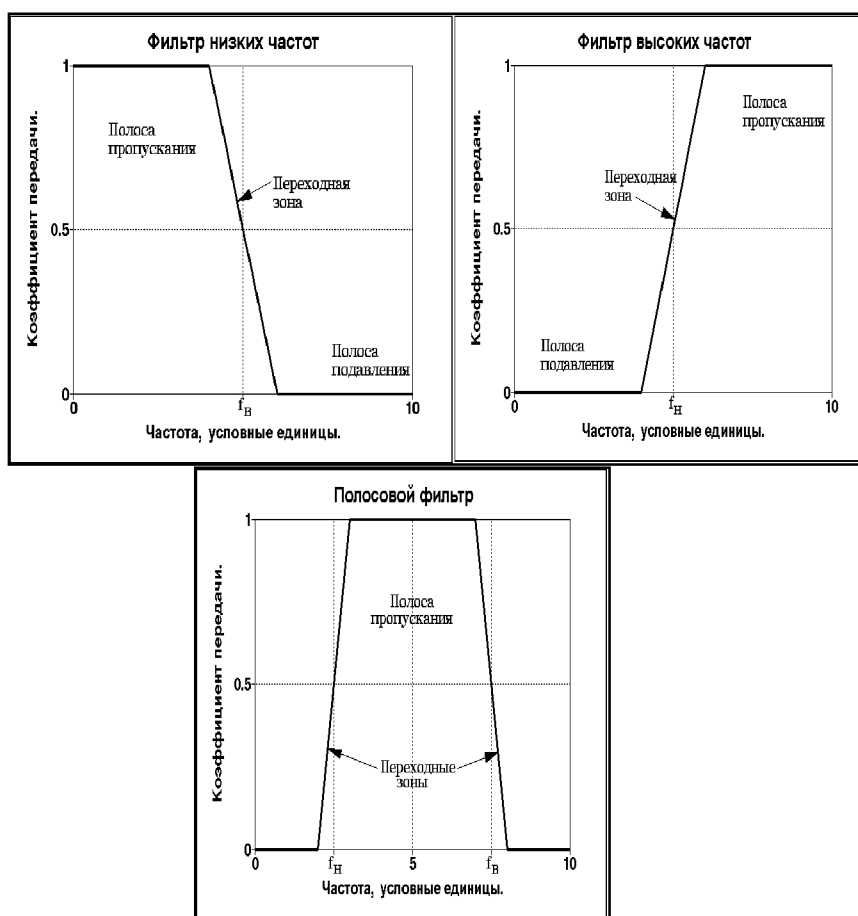 Фильтр низких частот
Коэффициент передачи.
1
Полоса
пропускания
Переходная
зона
0.5
Полоса
подавления
0
0
fВ
10
Частота, условные единицы.
Фильтр высоких частот
Коэффициент передачи.
1
Полоса
пропускания
Переходная
зона
0.5
Полоса
подавления
0
0
fН
10
Частота, условные единицы.
Полосовой фильтр
Коэффициент передачи.
1
Полоса
пропускания
0.5
Переходные
зоны
0
0
fН
5
fВ
10
Частота, условные единицы.